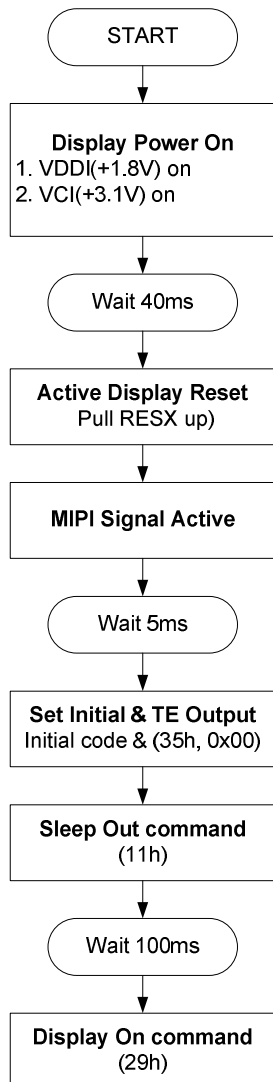 START
Display Power On
1. VDDI(+1.8V) on
2. VCI(+3.1V) on
Wait 40ms
Active Display Reset
Pull RESX up)
MIPI Signal Active
Wait 5ms
Set Initial & TE Output
Initial code & (35h, 0x00)
Sleep Out command
(11h)
Wait 100ms
Display On command
(29h)